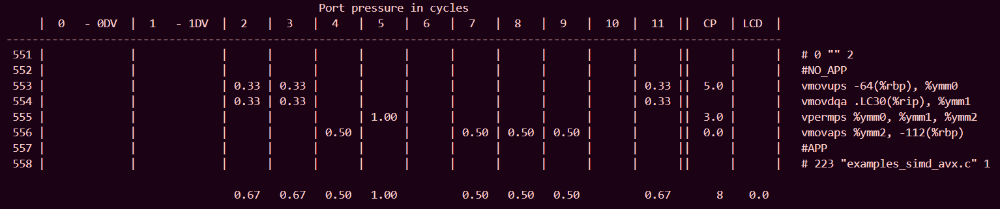 Port pressure in cycles
| 0 - 0DV | 1 - 1DV | 2 | 3 | 4 | 5 | 6 | 7 | 8 | 9 | 10 | 11 || CP | LCD |
-----------------------------------------------------------------------------------------------------------------------
551 | | | | | | | | | | | | || | | # 0 "" 2
552 | | | | | | | | | | | | || | | #NO_APP
553 | | | 0.33 | 0.33 | | | | | | | | 0.33 || 5.0 | | vmovups -64(%rbp), %ymm0
554 | | | 0.33 | 0.33 | | | | | | | | 0.33 || | | vmovdqa .LC30(%rip), %ymm1
555 | | | | | | 1.00 | | | | | | || 3.0 | | vpermps %ymm0, %ymm1, %ymm2
556 | | | | | 0.50 | | | 0.50 | 0.50 | 0.50 | | || 0.0 | | vmovaps %ymm2, -112(%rbp)
557 | | | | | | | | | | | | || | | #APP
558 | | | | | | | | | | | | || | | # 223 "examples_simd_avx.c" 1
0.67 0.67 0.50 1.00 0.50 0.50 0.50 0.67 8 0.0